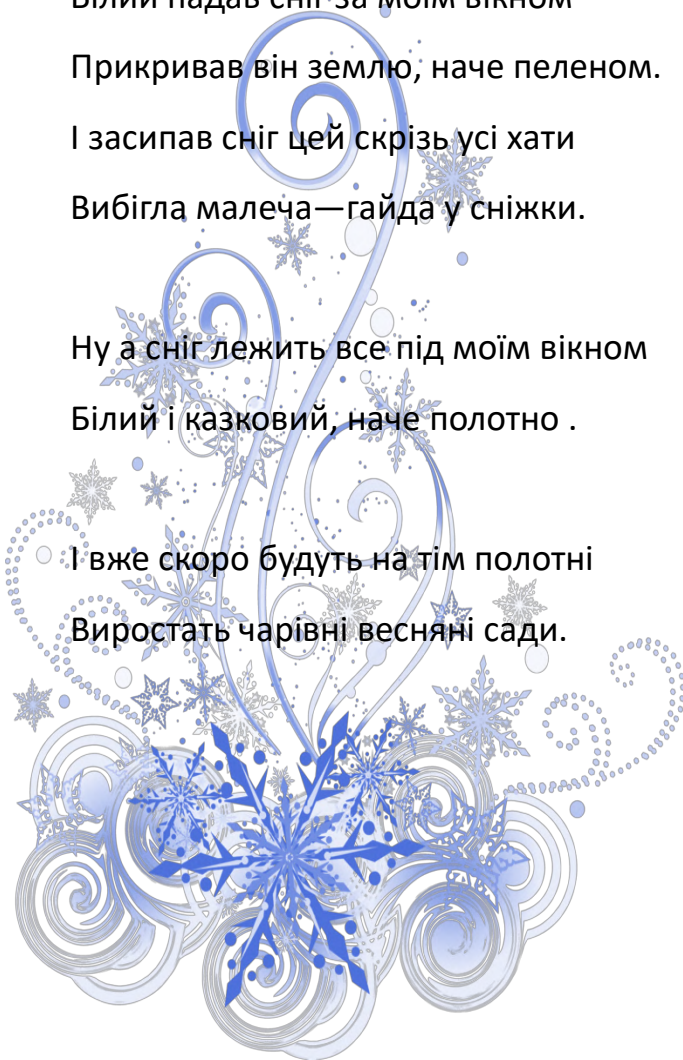 Білий падав сніг за моїм вікном
Прикривав він землю, наче пеленом.
І засипав сніг цей скрізь усі хати
Вибігла малеча—гайда у сніжки.
Ну а сніг лежить все під моїм вікном
Білий і казковий, наче полотно .
І вже скоро будуть на тім полотні
Виростать чарівні весняні сади.